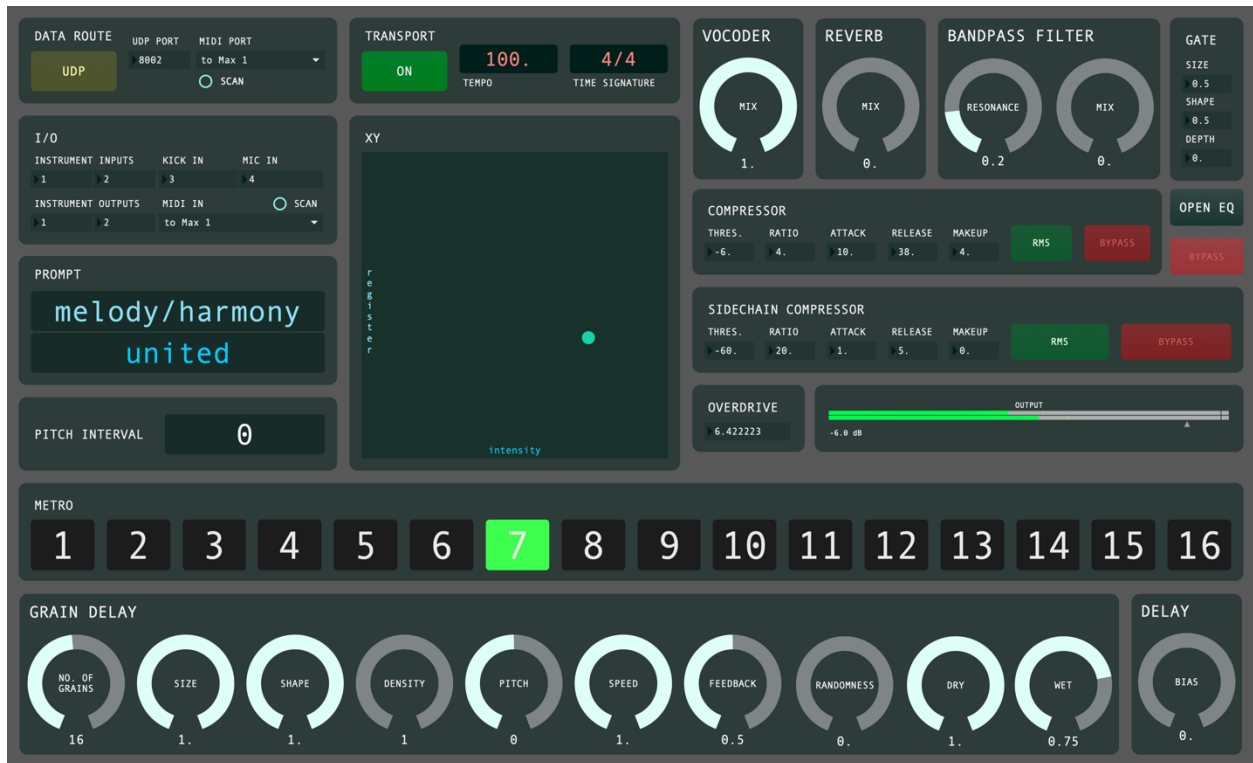 DATA ROUTE
UDP PORT
MIDI PORT
UDP
8002
to Max 1
SCAN
TRANSPORT
ON
100.
TEMPO
4/4
TIME SIGNATURE
VOCODER
MIX
1.
REVERB
MIX
0.
BANDPASS FILTER
RESONANCE
0.2
MIX
0.
GATE
SIZE
0.5
SHAPE
0.5
DEPTH
0.
I/O
INSTRUMENT INPUTS
KICK IN
MIC IN
1
2
3
4
INSTRUMENT OUTPUTS
MIDI IN
SCAN
1
2
to Max 1
XY
register
intensity
COMPRESSOR
THRES.
RATIO
ATTACK
RELEASE
MAKEUP
-6.
4.
10.
38.
4.
RMS
BYPASS
OPEN EQ
BYPASS
PROMPT
melody/harmony
united
SIDECHAIN COMPRESSOR
THRES.
RATIO
ATTACK
RELEASE
MAKEUP
-60.
20.
1.
5.
0.
RMS
BYPASS
PITCH INTERVAL
0
OVERDRIVE
6.422223
OUTPUT
-6.0 dB
METRO
1
2
3
4
5
6
7
8
9
10
11
12
13
14
15
16
GRAIN DELAY
NO. OF
GRAINS
16
SIZE
1.
SHAPE
1.
DENSITY
1
PITCH
0
SPEED
1.
FEEDBACK
0.5
RANDOMNESS
0.
DRY
1.
WET
0.75
DELAY
BIAS
0.